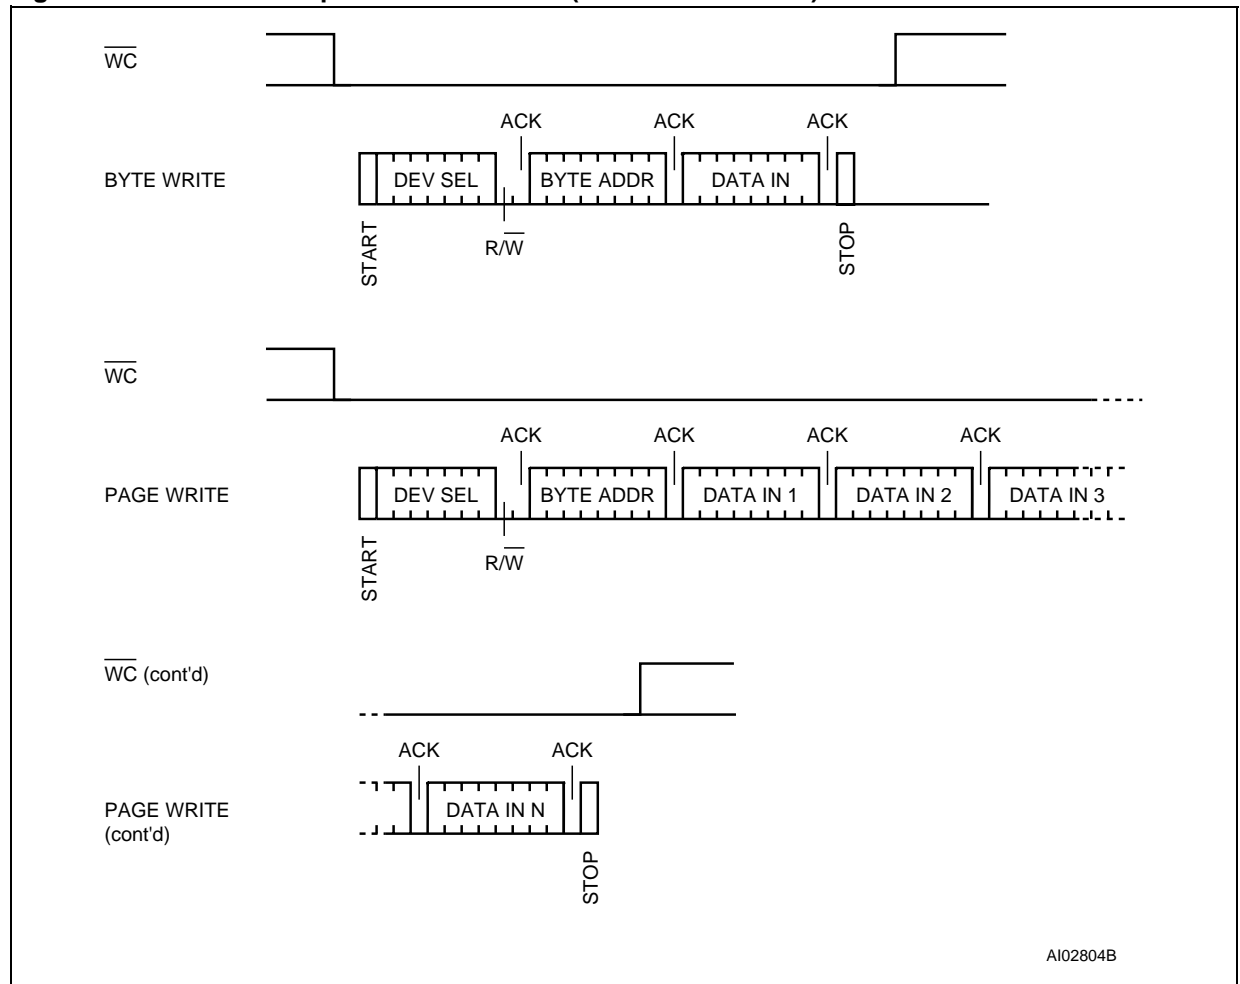 WC
ACK ACK ACK
BYTE WRITE DEV SEL BYTE ADDR DATA IN
START R/W STOP
WC
ACK ACK ACK ACK
PAGE WRITE DEV SEL BYTE ADDR DATA IN 1 DATA IN 2 DATA IN 3
START R/W
WC (cont'd)
ACK ACK
PAGE WRITE DATA IN N
(cont'd)
STOP
AI02804B